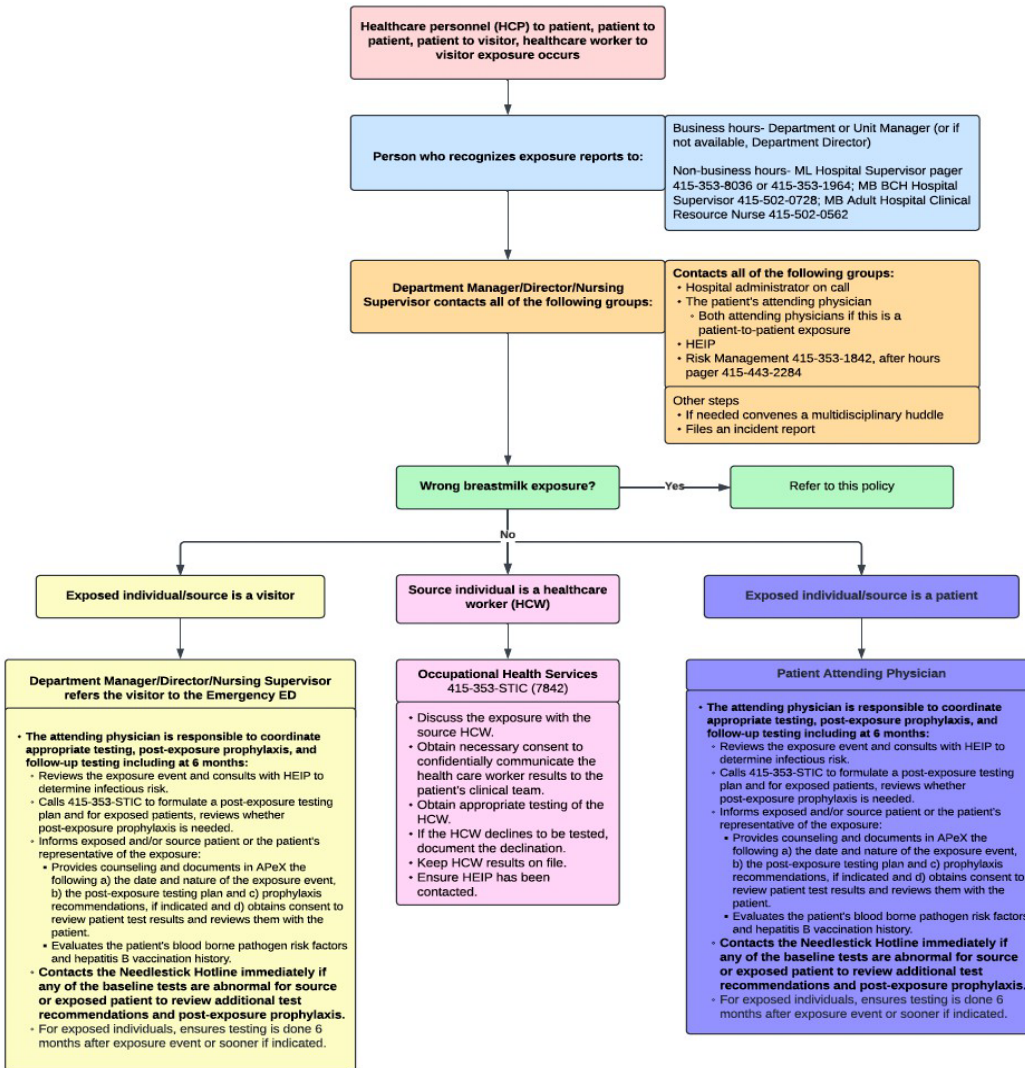 Healthcare personnel (HCP) to patient, patient to
patient, patient to visitor, healthcare worker to
visitor exposure occurs
Person who recognizes exposure reports to:
Business hours- Department or Unit Manager (or if
not available, Department Director)
Non-business hours- ML Hospital Supervisor pager
415-353-8036 or 415-353-1964; MB BCH Hospital
Supervisor 415-502-0728; MB Adult Hospital Clinical
Resource Nurse 415-502-0562
Department Manager/Director/Nursing
Supervisor contacts all of the following groups:
Contacts all of the following groups:
• Hospital administrator on call
• The patient's attending physician
◦ Both attending physicians if this is a
patient-to-patient exposure
• HEIP
• Risk Management 415-353-1842, after hours
pager 415-443-2284
Other steps
• If needed convenes a multidisciplinary huddle
• Files an incident report
Wrong breastmilk exposure?
Yes
Refer to this policy
No
Exposed individual/source is a visitor
Department Manager/Director/Nursing Supervisor
refers the visitor to the Emergency ED
• The attending physician is responsible to coordinate
appropriate testing, post-exposure prophylaxis, and
follow-up testing including at 6 months:
◦ Reviews the exposure event and consults with HEIP to
determine infectious risk.
◦ Calls 415-353-STIC to formulate a post-exposure testing
plan and for exposed patients, reviews whether
post-exposure prophylaxis is needed.
◦ Informs exposed and/or source patient or the patient's
representative of the exposure:
▪ Provides counseling and documents in APeX the
following a) the date and nature of the exposure event,
b) the post-exposure testing plan and c) prophylaxis
recommendations, if indicated and d) obtains consent to
review patient test results and reviews them with the
patient.
▪ Evaluates the patient's blood borne pathogen risk factors
and hepatitis B vaccination history.
◦ Contacts the Needlestick Hotline immediately if
any of the baseline tests are abnormal for source
or exposed patient to review additional test
recommendations and post-exposure prophylaxis.
◦ For exposed individuals, ensures testing is done 6
months after exposure event or sooner if indicated.
Source individual is a healthcare
worker (HCW)
Occupational Health Services
415-353-STIC (7842)
• Discuss the exposure with the
source HCW.
• Obtain necessary consent to
confidentially communicate the
health care worker results to the
patient's clinical team.
• Obtain appropriate testing of the
HCW.
• If the HCW declines to be tested,
document the declination.
• Keep HCW results on file.
• Ensure HEIP has been
contacted.
Exposed individual/source is a patient
Patient Attending Physician
• The attending physician is responsible to coordinate
appropriate testing, post-exposure prophylaxis, and
follow-up testing including at 6 months:
◦ Reviews the exposure event and consults with HEIP to
determine infectious risk.
◦ Calls 415-353-STIC to formulate a post-exposure testing
plan and for exposed patients, reviews whether
post-exposure prophylaxis is needed.
◦ Informs exposed and/or source patient or the patient's
representative of the exposure:
▪ Provides counseling and documents in APeX the
following a) the date and nature of the exposure event,
b) the post-exposure testing plan and c) prophylaxis
recommendations, if indicated and d) obtains consent to
review patient test results and reviews them with the
patient.
▪ Evaluates the patient's blood borne pathogen risk factors
and hepatitis B vaccination history.
◦ Contacts the Needlestick Hotline immediately if
any of the baseline tests are abnormal for source
or exposed patient to review additional test
recommendations and post-exposure prophylaxis.
◦ For exposed individuals, ensures testing is done 6
months after exposure event or sooner if indicated.